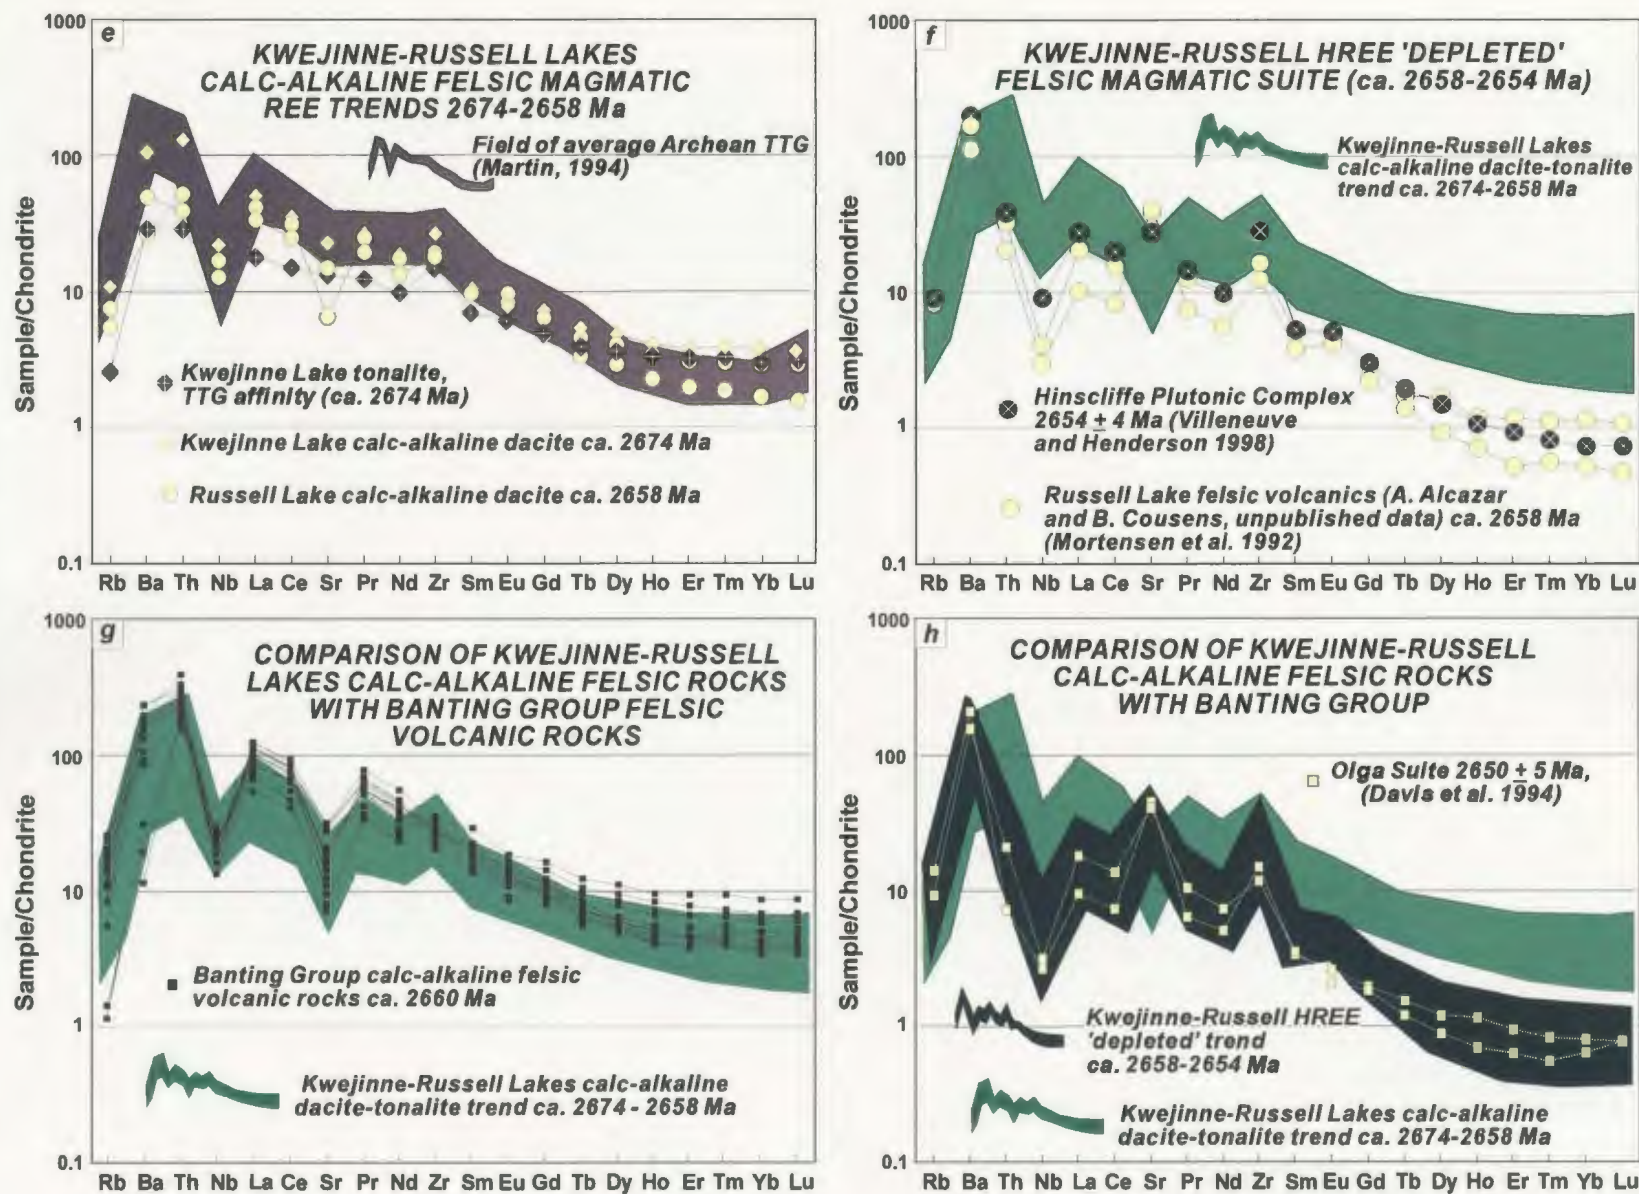 e
KWEJINNE-RUSSELL LAKES
CALC-ALKALINE FELSIC MAGMATIC
REE TRENDS 2674-2658 Ma
Field of average Archean TTG
(Martin, 1994)
Kwejinne Lake tonalite,
TTG affinity (ca. 2674 Ma)
Kwejinne Lake calc-alkaline dacite ca. 2674 Ma
Russell Lake calc-alkaline dacite ca. 2658 Ma
Sample/Chondrite
1000
100
10
1
0.1
Rb Ba Th Nb La Ce Sr Pr Nd Zr Sm Eu Gd Tb Dy Ho Er Tm Yb Lu
f
KWEJINNE-RUSSELL HREE 'DEPLETED'
FELSIC MAGMATIC SUITE (ca. 2658-2654 Ma)
Kwejinne-Russell Lakes
calc-alkaline dacite-tonalite
trend ca. 2674-2658 Ma
Hinscliffe Plutonic Complex
2654 ± 4 Ma (Villeneuve
and Henderson 1998)
Russell Lake felsic volcanics (A. Alcazar
and B. Cousens, unpublished data) ca. 2658 Ma
(Mortensen et al. 1992)
Sample/Chondrite
1000
100
10
1
0.1
Rb Ba Th Nb La Ce Sr Pr Nd Zr Sm Eu Gd Tb Dy Ho Er Tm Yb Lu
g
COMPARISON OF KWEJINNE-RUSSELL
LAKES CALC-ALKALINE FELSIC ROCKS
WITH BANTING GROUP FELSIC
VOLCANIC ROCKS
Banting Group calc-alkaline felsic
volcanic rocks ca. 2660 Ma
Kwejinne-Russell Lakes calc-alkaline
dacite-tonalite trend ca. 2674 - 2658 Ma
Sample/Chondrite
1000
100
10
1
0.1
Rb Ba Th Nb La Ce Sr Pr Nd Zr Sm Eu Gd Tb Dy Ho Er Tm Yb Lu
h
COMPARISON OF KWEJINNE-RUSSELL
CALC-ALKALINE FELSIC ROCKS
WITH BANTING GROUP
Olga Suite 2650 ± 5 Ma,
(Davis et al. 1994)
Kwejinne-Russell HREE
'depleted' trend
ca. 2658-2654 Ma
Kwejinne-Russell Lakes calc-alkaline
dacite-tonalite trend ca. 2674-2658 Ma
Sample/Chondrite
1000
100
10
1
0.1
Rb Ba Th Nb La Ce Sr Pr Nd Zr Sm Eu Gd Tb Dy Ho Er Tm Yb Lu